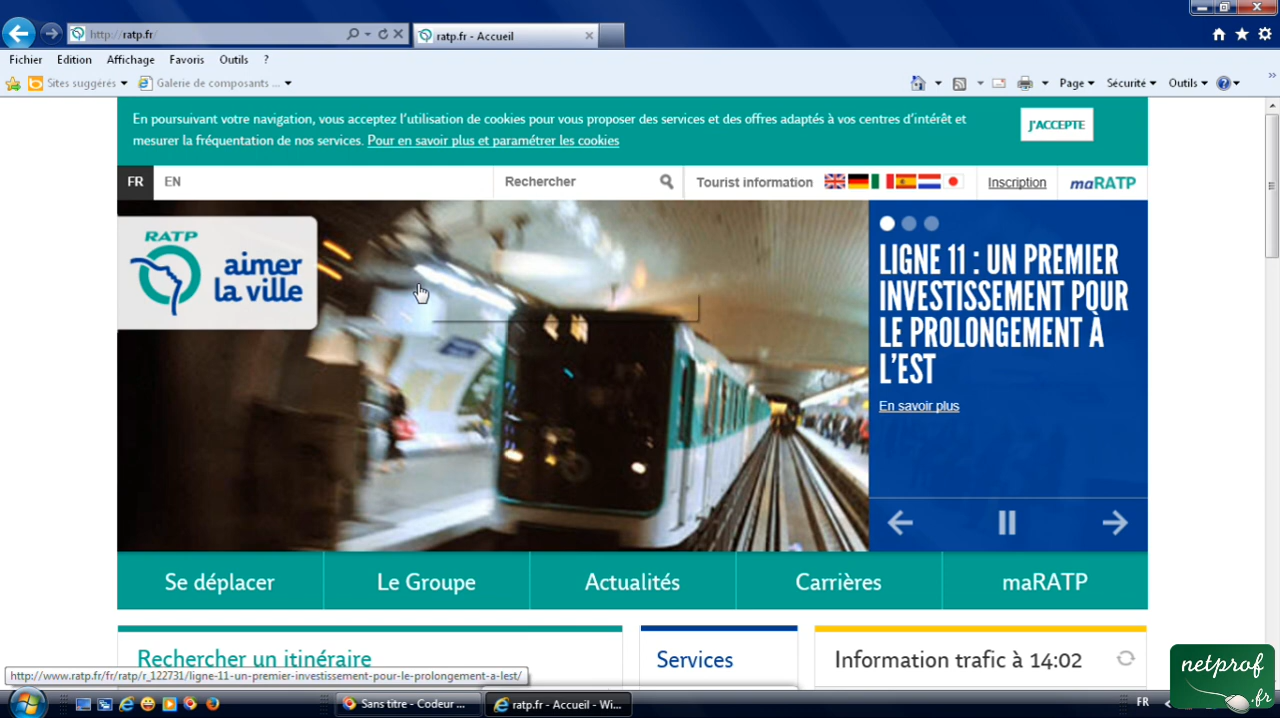 http://ratp.fr/
ratp.fr - Accueil
Fichier Edition Affichage Favoris Outils ?
Sites suggérés Galerie de composants ... Page Sécurité Outils
En poursuivant votre navigation, vous acceptez l'utilisation de cookies pour vous proposer des services et des offres adaptés à vos centres d'intérêt et
mesurer la fréquentation de nos services. Pour en savoir plus et paramétrer les cookies
J'ACCEPTE
FR EN Rechercher Tourist information Inscription maRATP
RATP
aimer
la ville
LIGNE 11 : UN PREMIER
INVESTISSEMENT POUR
LE PROLONGEMENT À
L'EST
En savoir plus
Se déplacer Le Groupe Actualités Carrières maRATP
Rechercher un itinéraire
Services
Information trafic à 14:02
http://www.ratp.fr/fr/ratp/r_122731/ligne-11-un-premier-investissement-pour-le-prolongement-a-lest/
Sans titre - Codeur ...
ratp.fr - Accueil - Wi...
FR
netprof
.fr